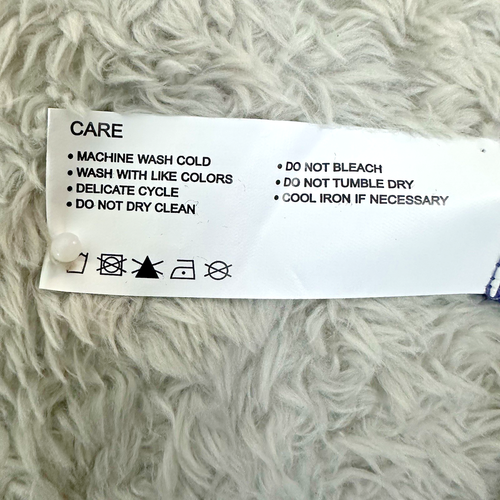 CARE
• MACHINE WASH COLD
• WASH WITH LIKE COLORS
• DELICATE CYCLE
• DO NOT DRY CLEAN
• DO NOT BLEACH
• DO NOT TUMBLE DRY
• COOL IRON IF NECESSARY